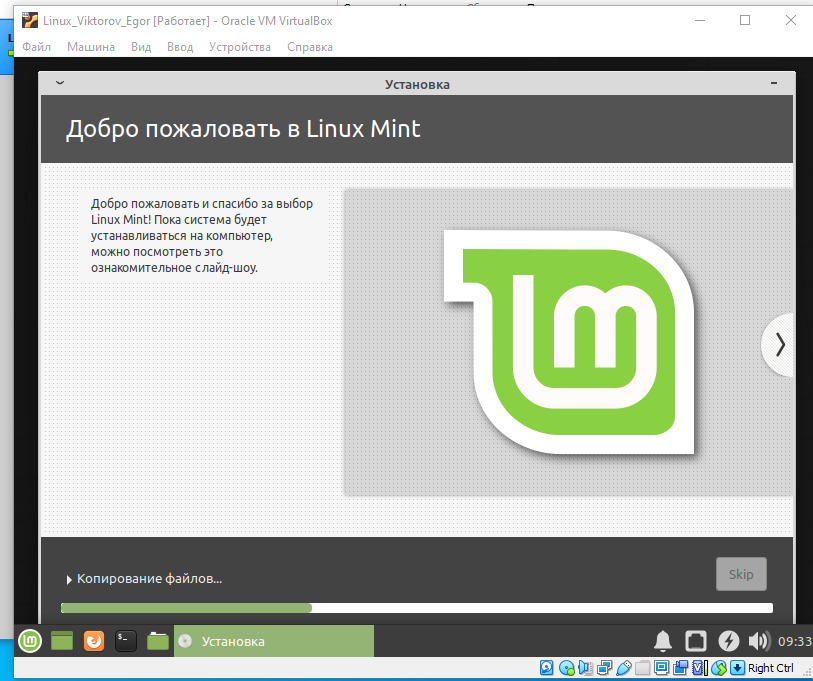 Linux_Viktorov_Egor [Работает] - Oracle VM VirtualBox
Файл Машина Вид Ввод Устройства Справка
Установка
Добро пожаловать в Linux Mint
Добро пожаловать и спасибо за выбор
Linux Mint! Пока система будет
устанавливаться на компьютер,
можно посмотреть это
ознакомительное слайд-шоу.
Копирование файлов...
Skip
Установка
09:33
Right Ctrl